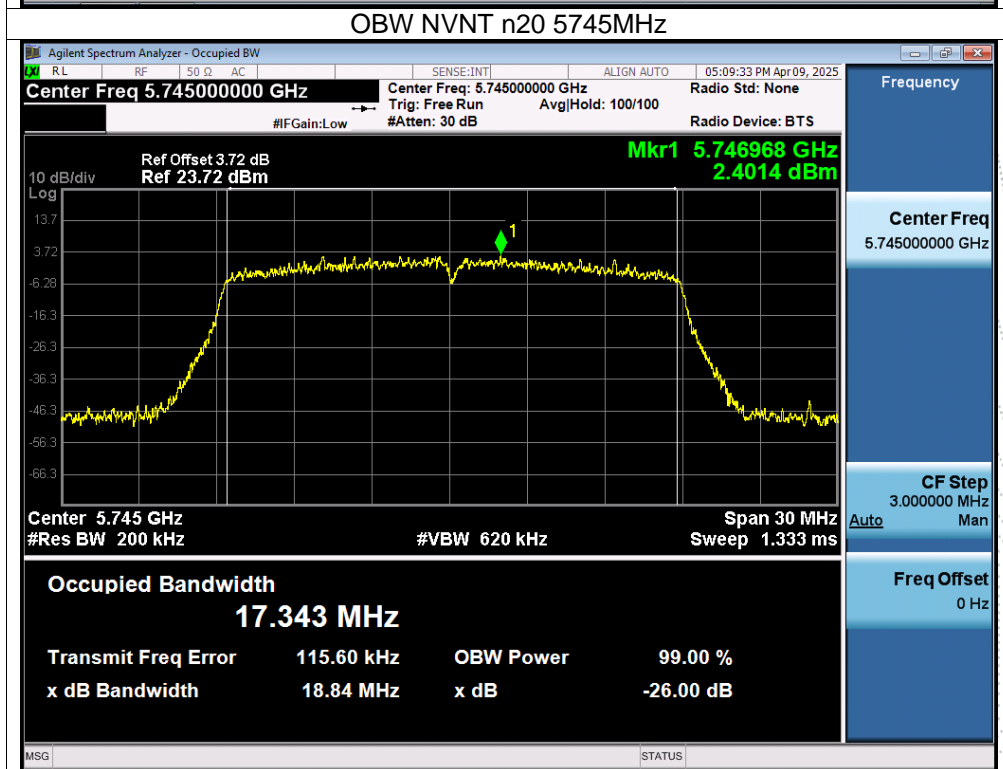 OBW NVNT n20 5745MHz
Agilent Spectrum Analyzer - Occupied BW
LXI RL RF 50 Ω AC SENSE:INT ALIGN AUTO 05:09:33 PM Apr 09, 2025
Center Freq 5.745000000 GHz Center Freq: 5.745000000 GHz Radio Std: None
Trig: Free Run Avg|Hold: 100/100
#IFGain:Low #Atten: 30 dB Radio Device: BTS
Mkr1 5.746968 GHz
2.4014 dBm
Ref Offset 3.72 dB
10 dB/div Ref 23.72 dBm
Log
13.7
1
3.72
-6.28
-16.3
-26.3
-36.3
-46.3
-56.3
-66.3
Center 5.745 GHz Span 30 MHz
#Res BW 200 kHz #VBW 620 kHz Sweep 1.333 ms
Occupied Bandwidth
17.343 MHz
Transmit Freq Error 115.60 kHz OBW Power 99.00 %
x dB Bandwidth 18.84 MHz x dB -26.00 dB
Frequency
Center Freq
5.745000000 GHz
CF Step
3.000000 MHz
Auto Man
Freq Offset
0 Hz
MSG STATUS